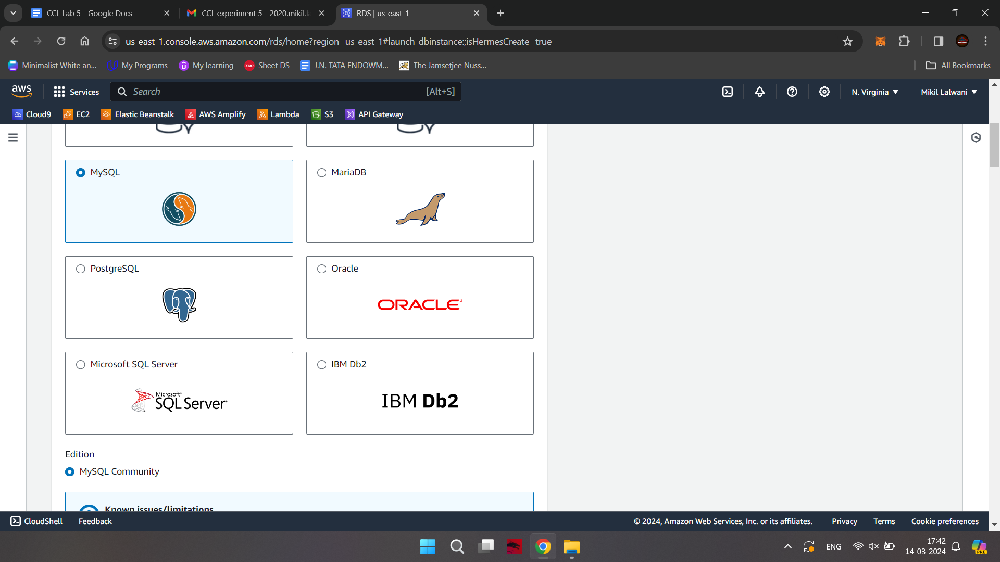 CCL Lab 5 - Google Docs
CCL experiment 5 - 2020.mikil.la
RDS | us-east-1
us-east-1.console.aws.amazon.com/rds/home?region=us-east-1#launch-dbinstance:;isHermesCreate=true
Minimalist White an...
My Programs
My learning
TUF
Sheet DS
J.N. TATA ENDOWM...
The Jamsetjee Nuss...
All Bookmarks
aws
Services
Search
[Alt+S]
N. Virginia
Mikil Lalwani
Cloud9
EC2
Elastic Beanstalk
AWS Amplify
Lambda
S3
API Gateway
MySQL
MariaDB
PostgreSQL
Oracle
ORACLE®
Microsoft SQL Server
IBM Db2
Microsoft®
SQL Server®
IBM Db2
Edition
MySQL Community
Known issues/limitations
CloudShell
Feedback
© 2024, Amazon Web Services, Inc. or its affiliates.
Privacy
Terms
Cookie preferences
ENG
17:42
14-03-2024
PRE